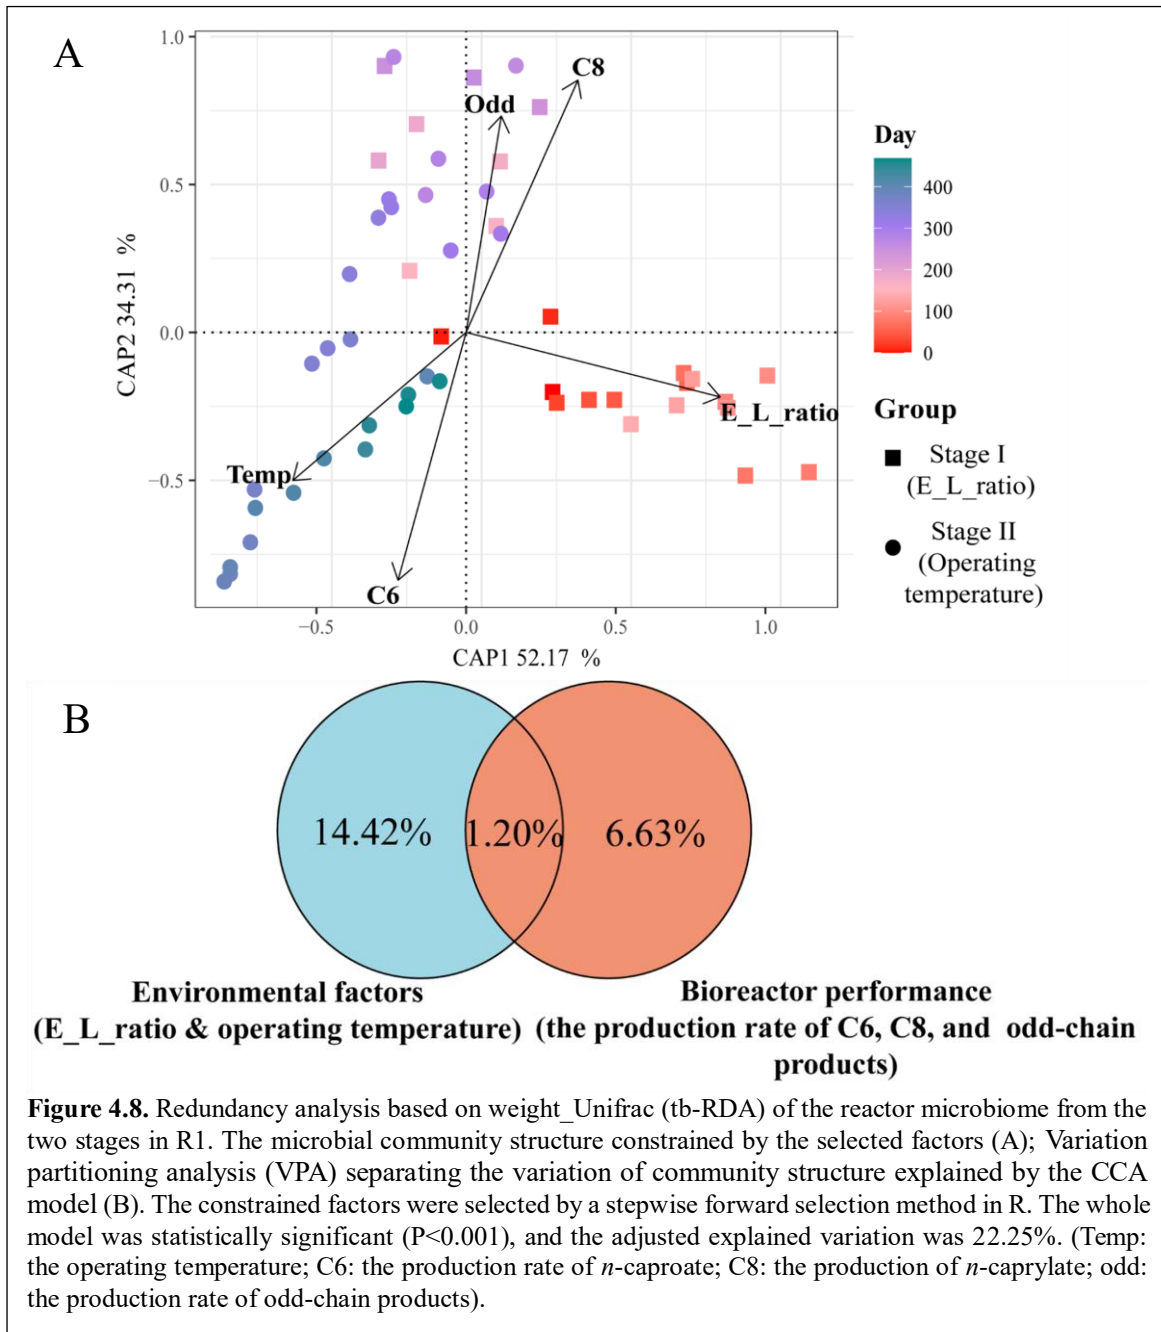 A
1.0
0.5
0.0
−0.5
CAP2 34.31 %
C8
Odd
E_L_ratio
Temp
C6
−0.5
0.0
0.5
1.0
CAP1 52.17 %
Day
400
300
200
100
0
Group
Stage I
(E_L_ratio)
Stage II
(Operating
temperature)
B
14.42%
1.20%
6.63%
Environmental factors
(E_L_ratio & operating temperature)
Bioreactor performance
(the production rate of C6, C8, and odd-chain
products)
Figure 4.8. Redundancy analysis based on weight_Unifrac (tb-RDA) of the reactor microbiome from the
two stages in R1. The microbial community structure constrained by the selected factors (A); Variation
partitioning analysis (VPA) separating the variation of community structure explained by the CCA
model (B). The constrained factors were selected by a stepwise forward selection method in R. The whole
model was statistically significant (P<0.001), and the adjusted explained variation was 22.25%. (Temp:
the operating temperature; C6: the production rate of n-caproate; C8: the production of n-caprylate; odd:
the production rate of odd-chain products).